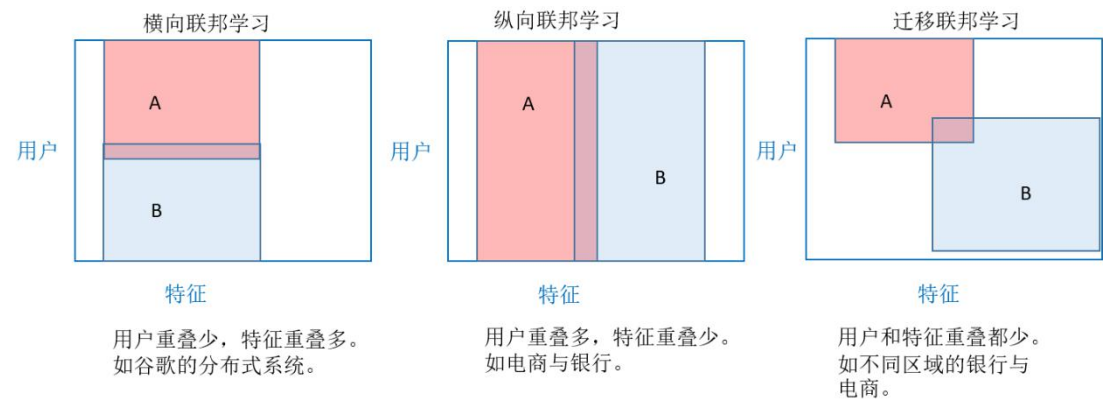 横向联邦学习
纵向联邦学习
迁移联邦学习
A
B
用户
特征
A
B
用户
特征
A
B
用户
特征
用户重叠少，特征重叠多。
如谷歌的分布式系统。
用户重叠多，特征重叠少。
如电商与银行。
用户和特征重叠都少。
如不同区域的银行与
电商。